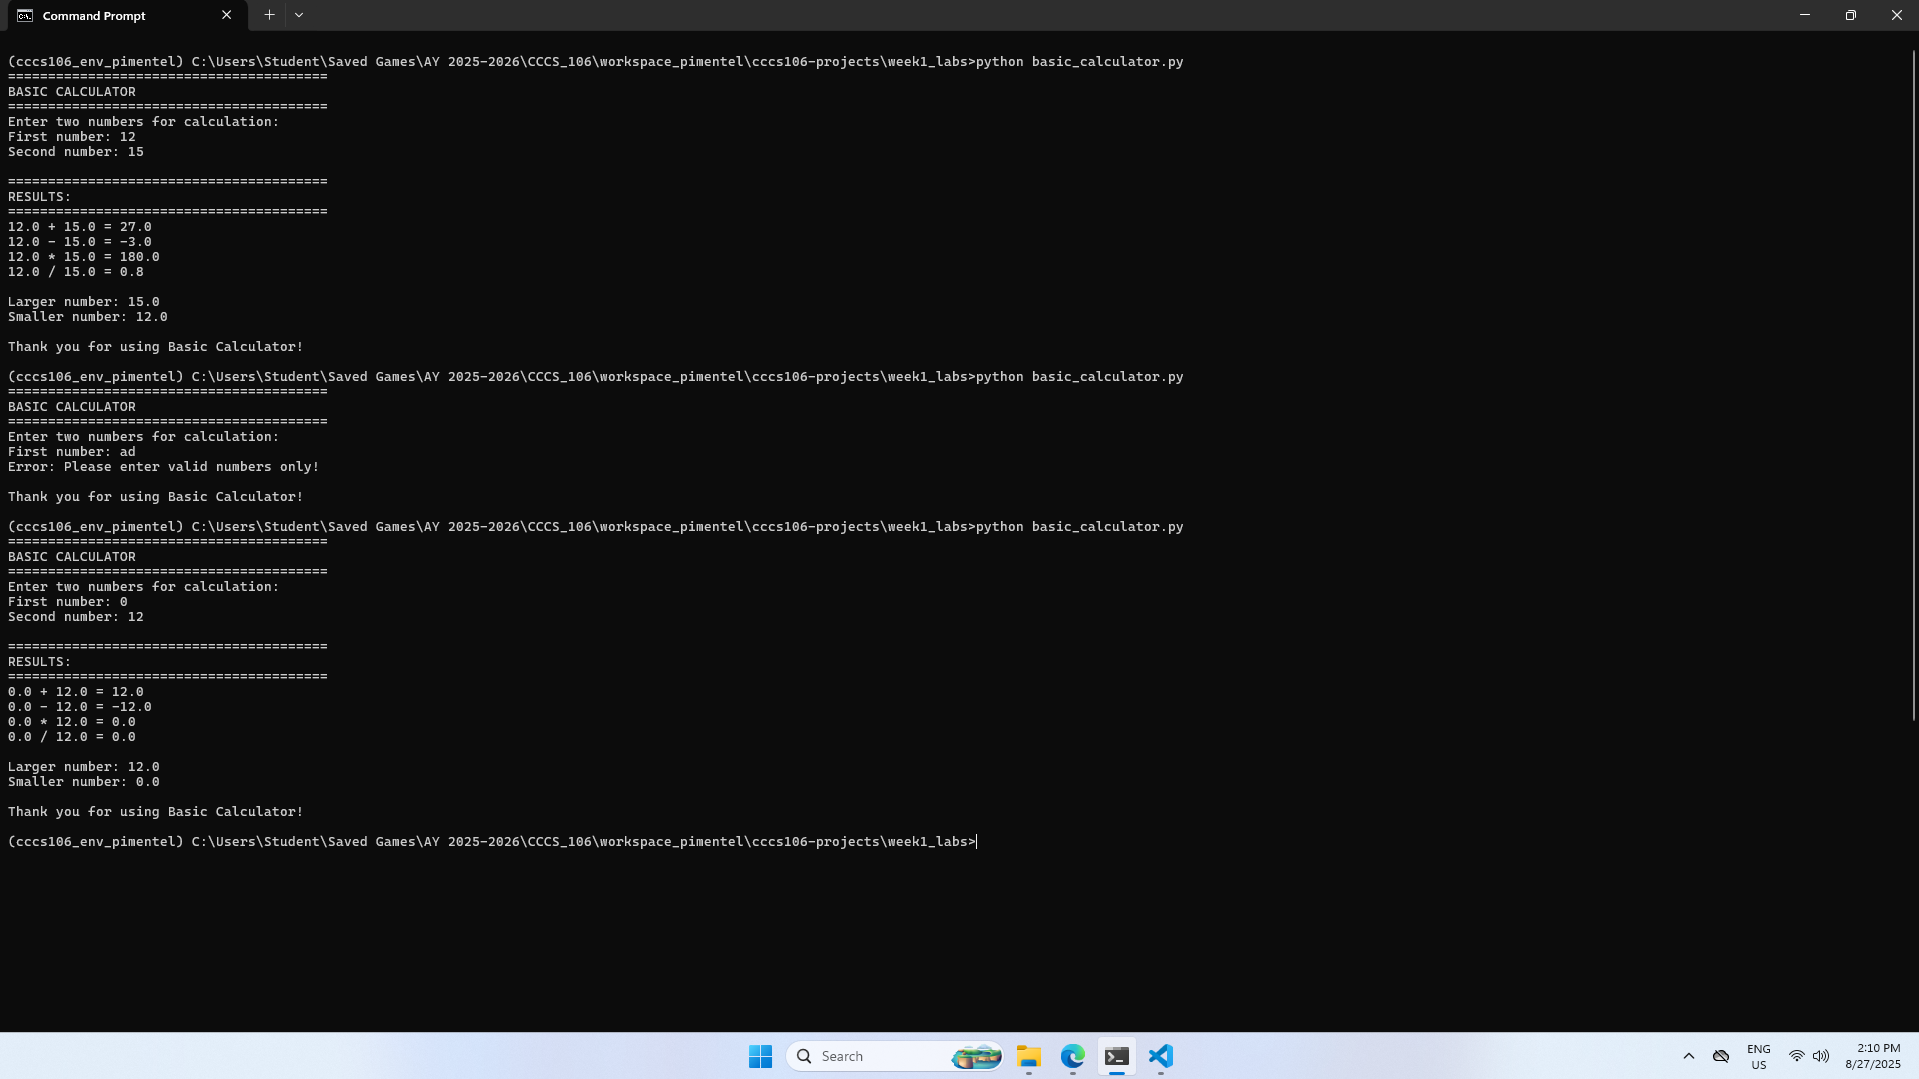 Command Prompt
(cccs106_env_pimentel) C:\Users\Student\Saved Games\AY 2025-2026\CCCS_106\workspace_pimentel\cccs106-projects\week1_labs>python basic_calculator.py
========================================
BASIC CALCULATOR
========================================
Enter two numbers for calculation:
First number: 12
Second number: 15
========================================
RESULTS:
========================================
12.0 + 15.0 = 27.0
12.0 - 15.0 = -3.0
12.0 * 15.0 = 180.0
12.0 / 15.0 = 0.8
Larger number: 15.0
Smaller number: 12.0
Thank you for using Basic Calculator!
(cccs106_env_pimentel) C:\Users\Student\Saved Games\AY 2025-2026\CCCS_106\workspace_pimentel\cccs106-projects\week1_labs>python basic_calculator.py
========================================
BASIC CALCULATOR
========================================
Enter two numbers for calculation:
First number: ad
Error: Please enter valid numbers only!
Thank you for using Basic Calculator!
(cccs106_env_pimentel) C:\Users\Student\Saved Games\AY 2025-2026\CCCS_106\workspace_pimentel\cccs106-projects\week1_labs>python basic_calculator.py
========================================
BASIC CALCULATOR
========================================
Enter two numbers for calculation:
First number: 0
Second number: 12
========================================
RESULTS:
========================================
0.0 + 12.0 = 12.0
0.0 - 12.0 = -12.0
0.0 * 12.0 = 0.0
0.0 / 12.0 = 0.0
Larger number: 12.0
Smaller number: 0.0
Thank you for using Basic Calculator!
(cccs106_env_pimentel) C:\Users\Student\Saved Games\AY 2025-2026\CCCS_106\workspace_pimentel\cccs106-projects\week1_labs>
Search
ENG
US
2:10 PM
8/27/2025